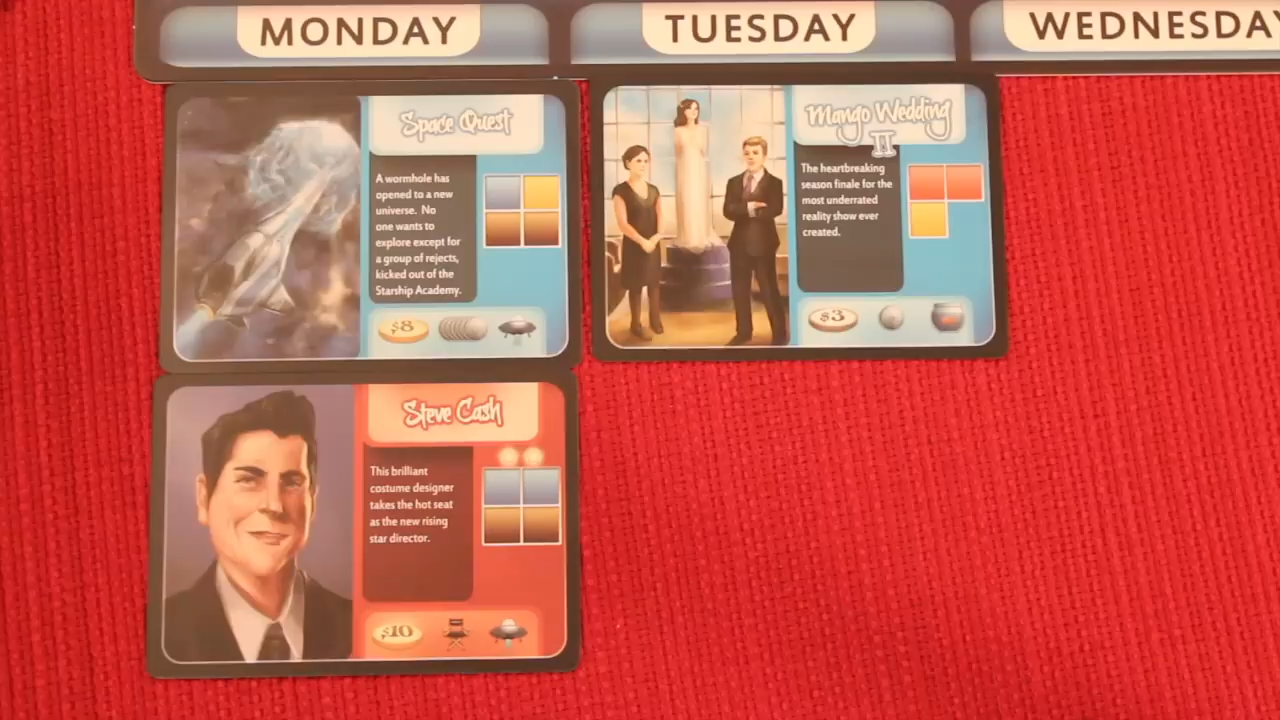 MONDAY
TUESDAY
WEDNESDAY
Space Quest
A wormhole has
opened to a new
universe. No
one wants to
explore except for
a group of rejects,
kicked out of the
Starship Academy.
$8
Mango Wedding
II
The heartbreaking
season finale for the
most underrated
reality show ever
created.
$3
Steve Cash
This brilliant
costume designer
takes the hot seat
as the new rising
star director.
$10